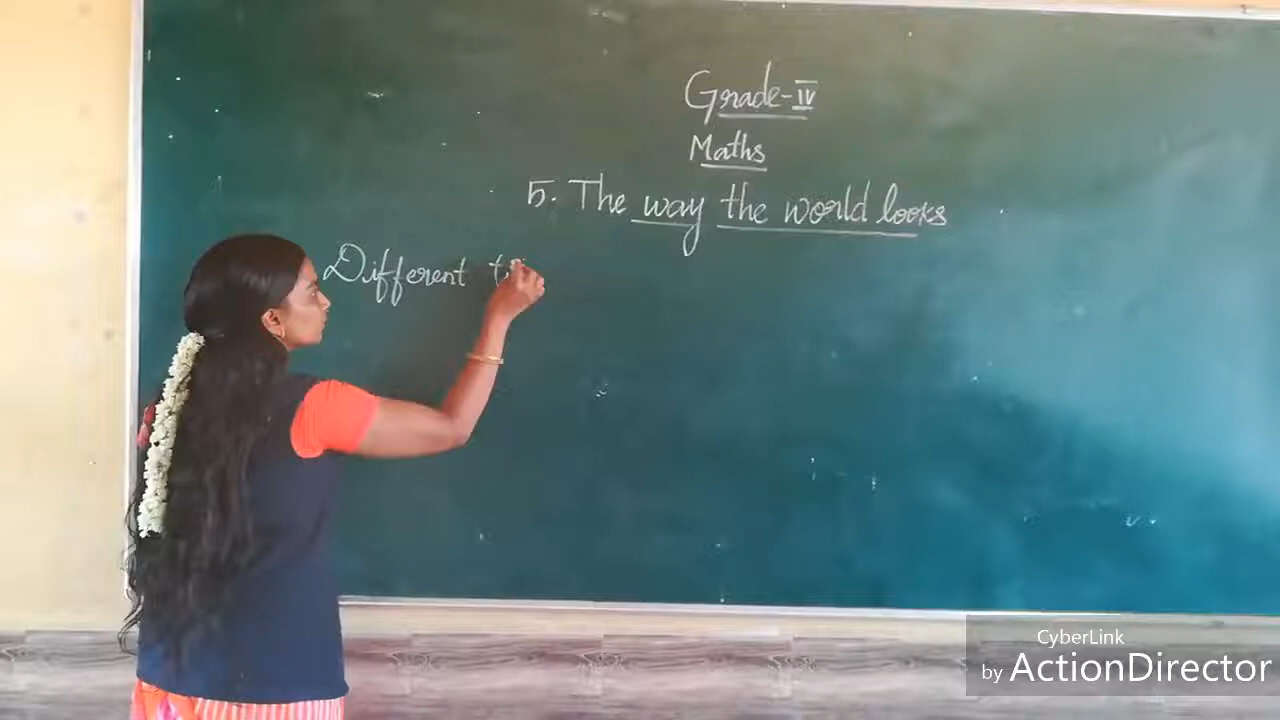 Grade-IV
Maths
5. The way the world looks
Different
CyberLink
by ActionDirector